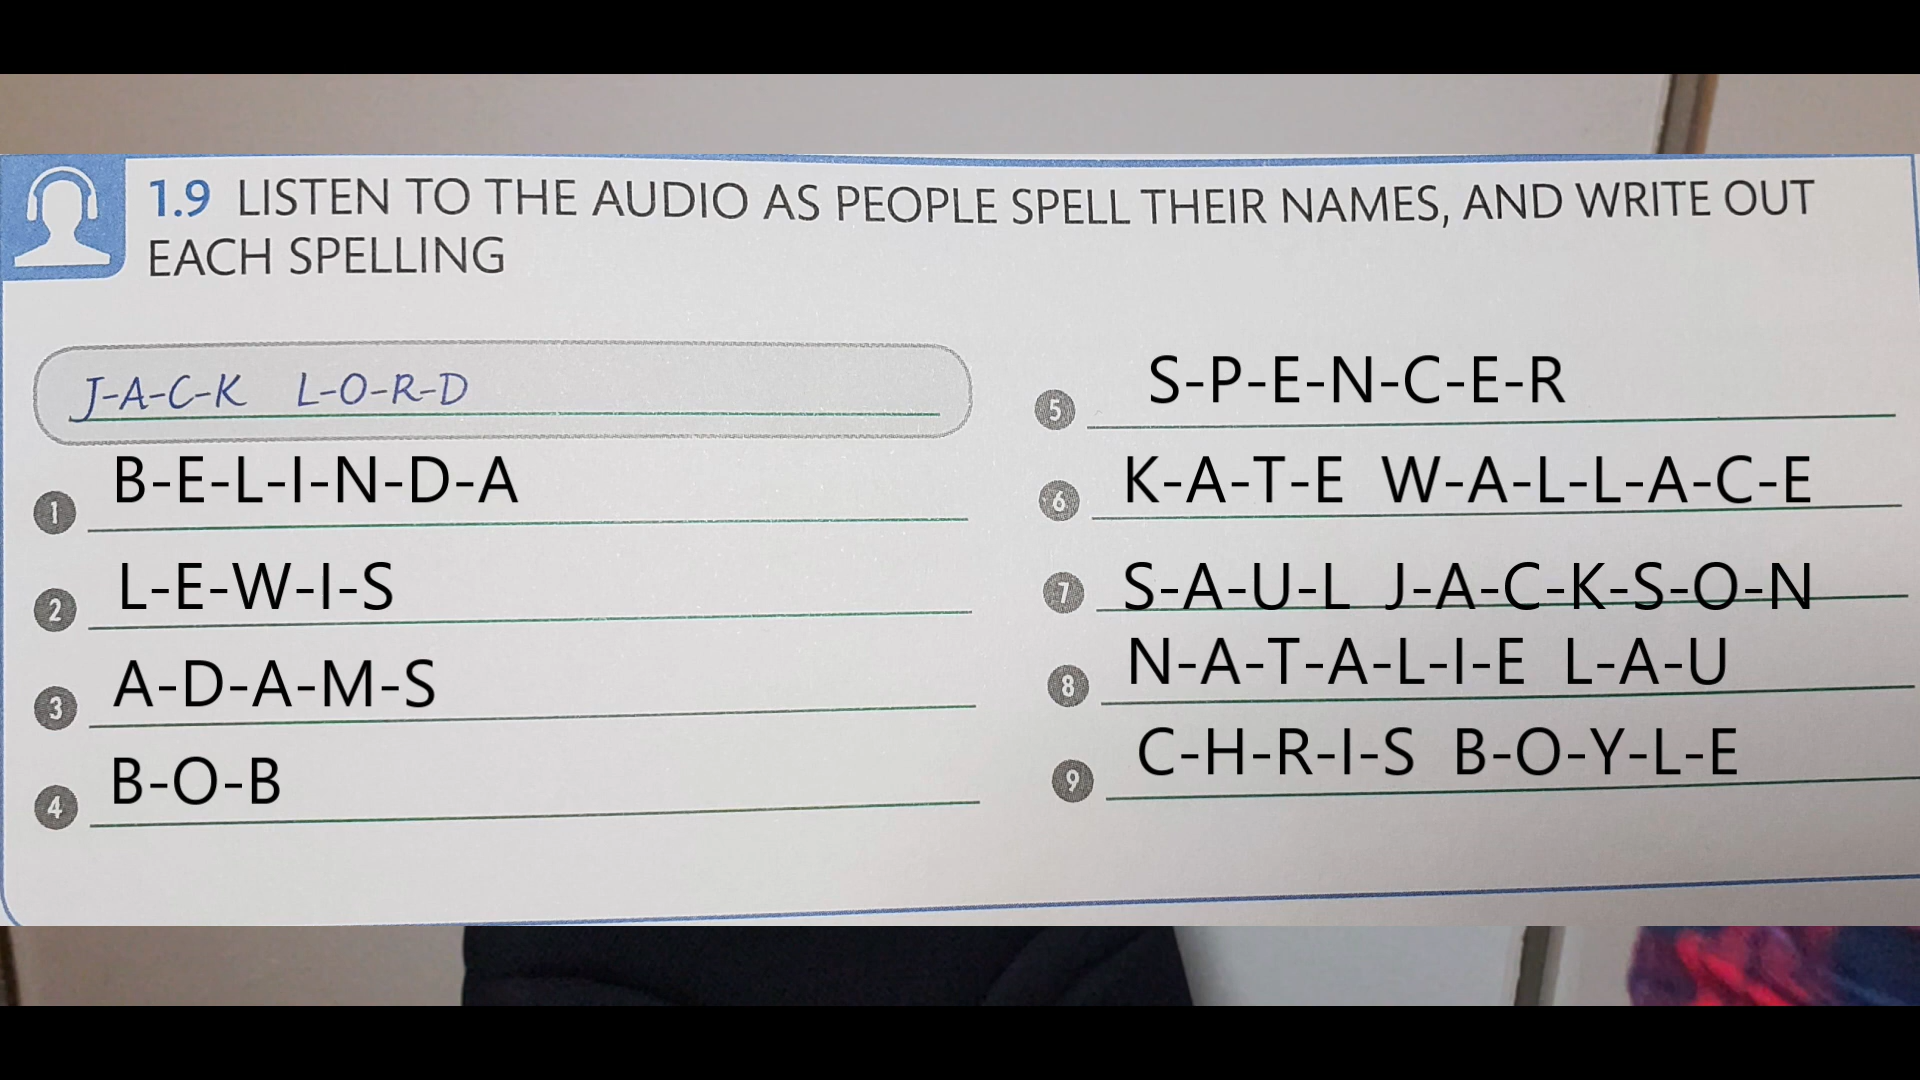 1.9 LISTEN TO THE AUDIO AS PEOPLE SPELL THEIR NAMES, AND WRITE OUT
EACH SPELLING
J-A-C-K L-O-R-D
1 B-E-L-I-N-D-A
2 L-E-W-I-S
3 A-D-A-M-S
4 B-O-B
5 S-P-E-N-C-E-R
6 K-A-T-E W-A-L-L-A-C-E
7 S-A-U-L J-A-C-K-S-O-N
8 N-A-T-A-L-I-E L-A-U
9 C-H-R-I-S B-O-Y-L-E